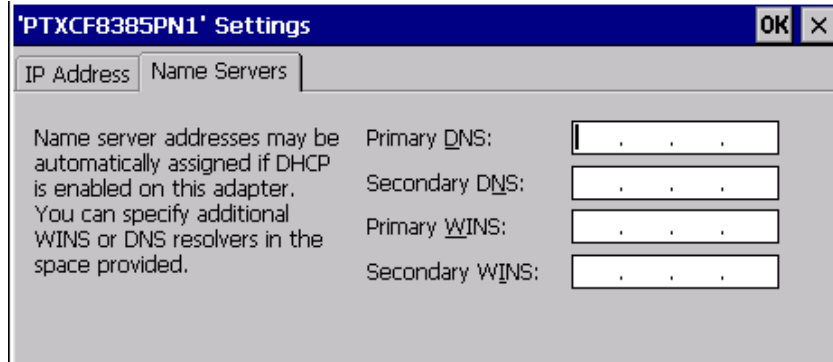 'PTXCF8385PN1' Settings OK ×
IP Address Name Servers
Name server addresses may be
automatically assigned if DHCP
is enabled on this adapter.
You can specify additional
WINS or DNS resolvers in the
space provided.
Primary DNS: . . .
Secondary DNS: . . .
Primary WINS: . . .
Secondary WINS: . . .